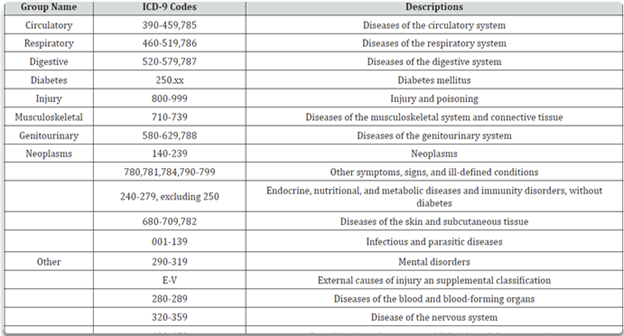 Group Name ICD-9 Codes Descriptions
Circulatory 390-459,785 Diseases of the circulatory system
Respiratory 460-519,786 Diseases of the respiratory system
Digestive 520-579,787 Diseases of the digestive system
Diabetes 250.xx Diabetes mellitus
Injury 800-999 Injury and poisoning
Musculoskeletal 710-739 Diseases of the musculoskeletal system and connective tissue
Genitourinary 580-629,788 Diseases of the genitourinary system
Neoplasms 140-239 Neoplasms
780,781,784,790-799 Other symptoms, signs, and ill-defined conditions
240-279, excluding 250 Endocrine, nutritional, and metabolic diseases and immunity disorders, without
diabetes
680-709,782 Diseases of the skin and subcutaneous tissue
001-139 Infectious and parasitic diseases
Other 290-319 Mental disorders
E-V External causes of injury an supplemental classification
280-289 Diseases of the blood and blood-forming organs
320-359 Disease of the nervous system